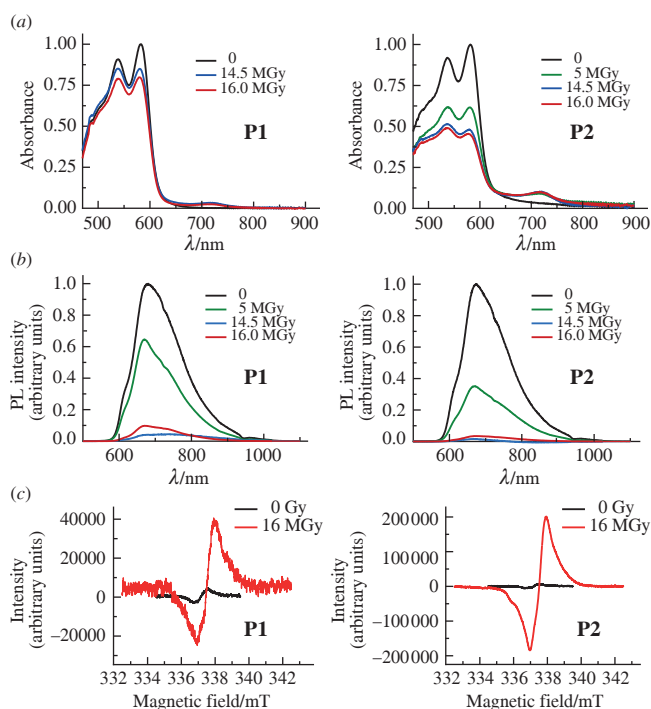 (a)
1.00
0.75
0.50
0.25
0.00
Absorbance
0
14.5 MGy
16.0 MGy
P1
500 600 700 800 900
λ/nm
1.00
0.75
0.50
0.25
0.00
Absorbance
0
5 MGy
14.5 MGy
16.0 MGy
P2
500 600 700 800 900
λ/nm
(b)
1.0
0.8
0.6
0.4
0.2
0.0
PL intensity
(arbitrary units)
0
5 MGy
14.5 MGy
16.0 MGy
P1
600 800 1000
λ/nm
1.0
0.8
0.6
0.4
0.2
0.0
PL intensity
(arbitrary units)
0
5 MGy
14.5 MGy
16.0 MGy
P2
600 800 1000
λ/nm
(c)
40000
20000
0
−20000
Intensity
(arbitrary units)
0 Gy
16 MGy
P1
332 334 336 338 340 342
Magnetic field/mT
200000
100000
0
−100000
−200000
Intensity
(arbitrary units)
0 Gy
16 MGy
P2
332 334 336 338 340 342
Magnetic field/mT